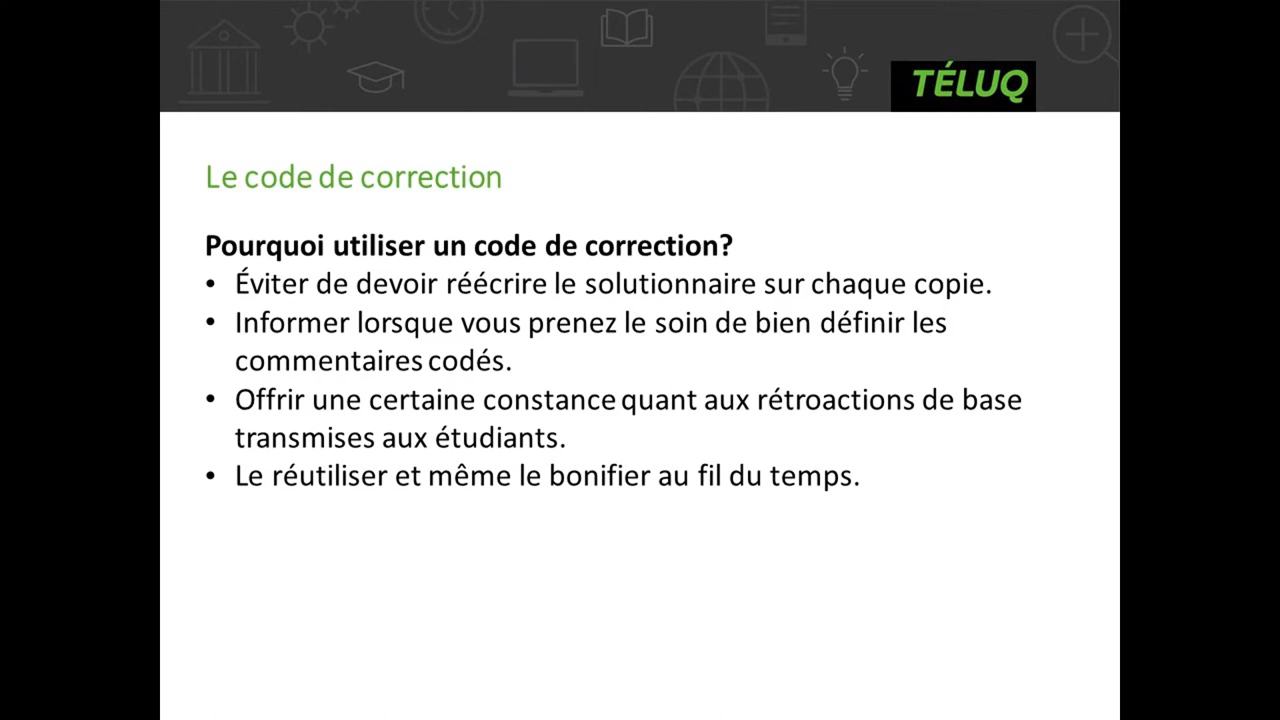 TÉLUQ
Le code de correction
Pourquoi utiliser un code de correction?
• Éviter de devoir réécrire le solutionnaire sur chaque copie.
• Informer lorsque vous prenez le soin de bien définir les
commentaires codés.
• Offrir une certaine constance quant aux rétroactions de base
transmises aux étudiants.
• Le réutiliser et même le bonifier au fil du temps.